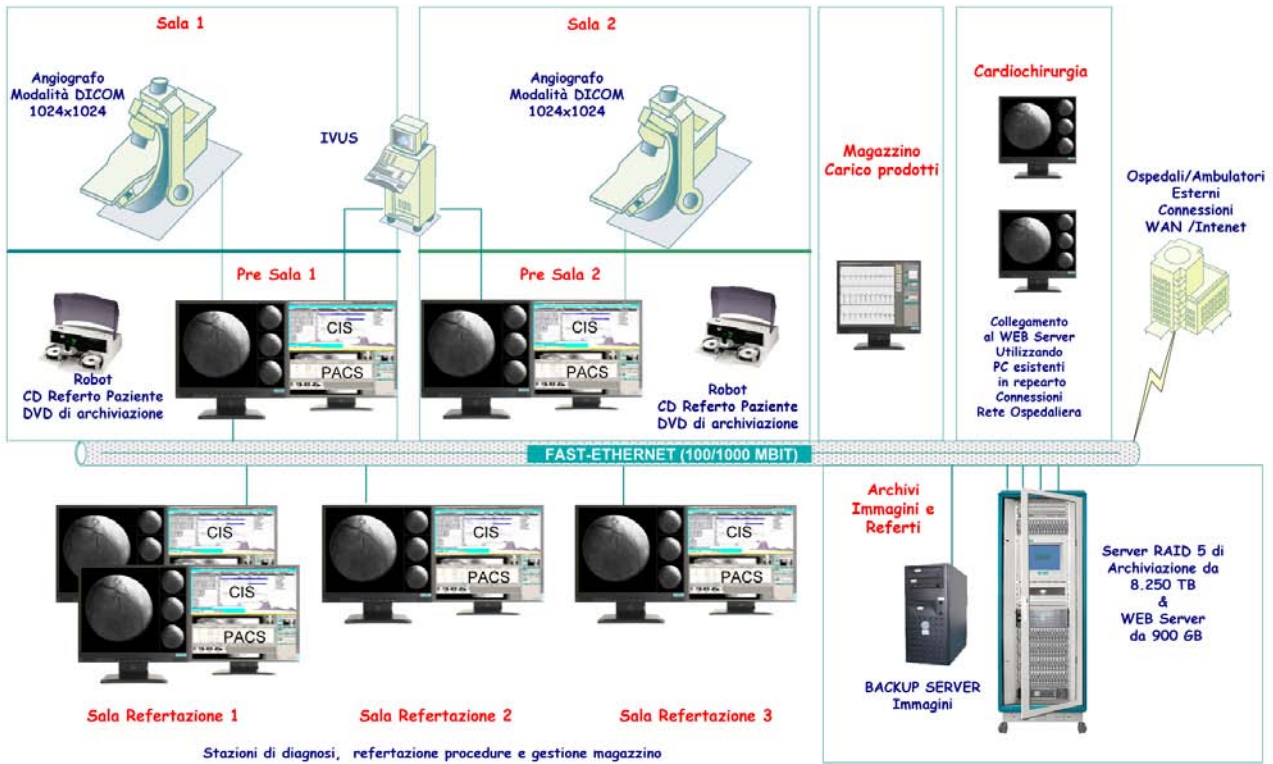 Sala 1
Angiografo
Modalità DICOM
1024x1024
IVUS
Sala 2
Angiografo
Modalità DICOM
1024x1024
Magazzino
Carico prodotti
Cardiochirurgia
Ospedali/Ambulatori
Esterni
Connessioni
WAN /Intenet
Pre Sala 1
CIS
PACS
Robot
CD Referto Paziente
DVD di archiviazione
Pre Sala 2
CIS
PACS
Robot
CD Referto Paziente
DVD di archiviazione
Collegamento
al WEB Server
Utilizzando
PC esistenti
in repearto
Connessioni
Rete Ospedaliera
FAST-ETHERNET (100/1000 MBIT)
CIS
CIS
PACS
Sala Refertazione 1
CIS
PACS
Sala Refertazione 2
CIS
PACS
Sala Refertazione 3
Stazioni di diagnosi, refertazione procedure e gestione magazzino
Archivi
Immagini e
Referti
BACKUP SERVER
Immagini
Server RAID 5 di
Archiviazione da
8.250 TB
&
WEB Server
da 900 GB